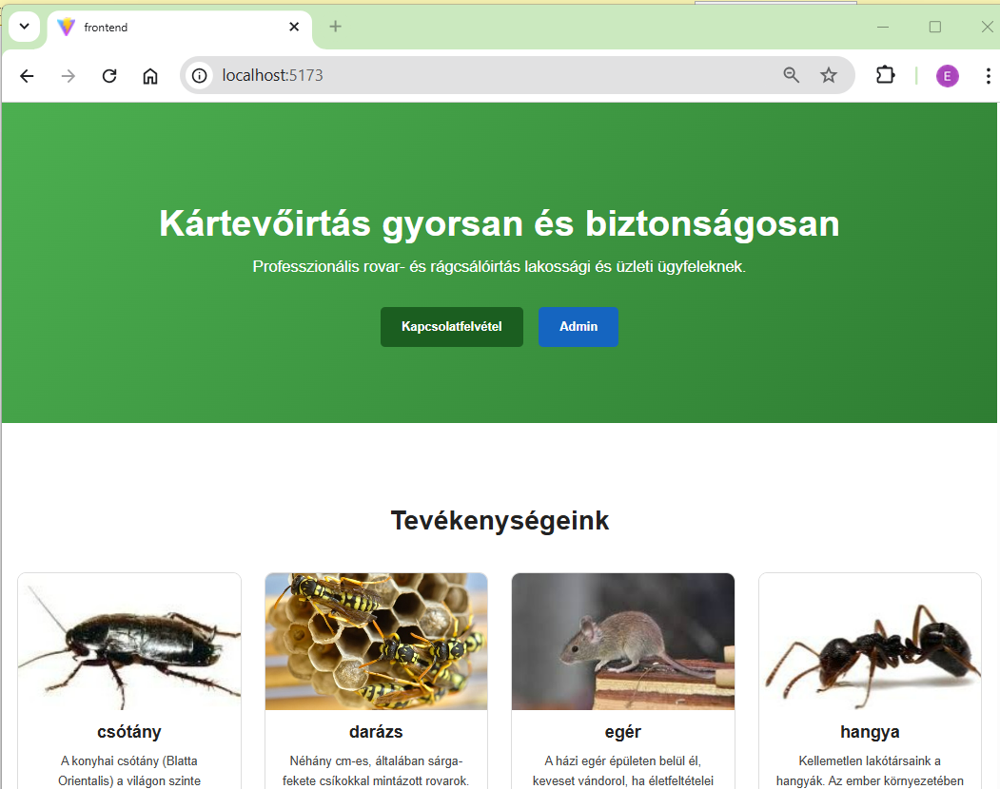 frontend
localhost:5173
E
Kártevőirtás gyorsan és biztonságosan
Professzionális rovar- és rágcsálóirtás lakossági és üzleti ügyfeleknek.
Kapcsolatfelvétel
Admin
Tevékenységeink
csótány
A konyhai csótány (Blatta
Orientalis) a világon szinte
darázs
Néhány cm-es, általában sárga-
fekete csíkokkal mintázott rovarok.
egér
A házi egér épületen belül él,
keveset vándorol, ha életfeltételei
hangya
Kellemetlen lakótársaink a
hangyák. Az ember környezetében